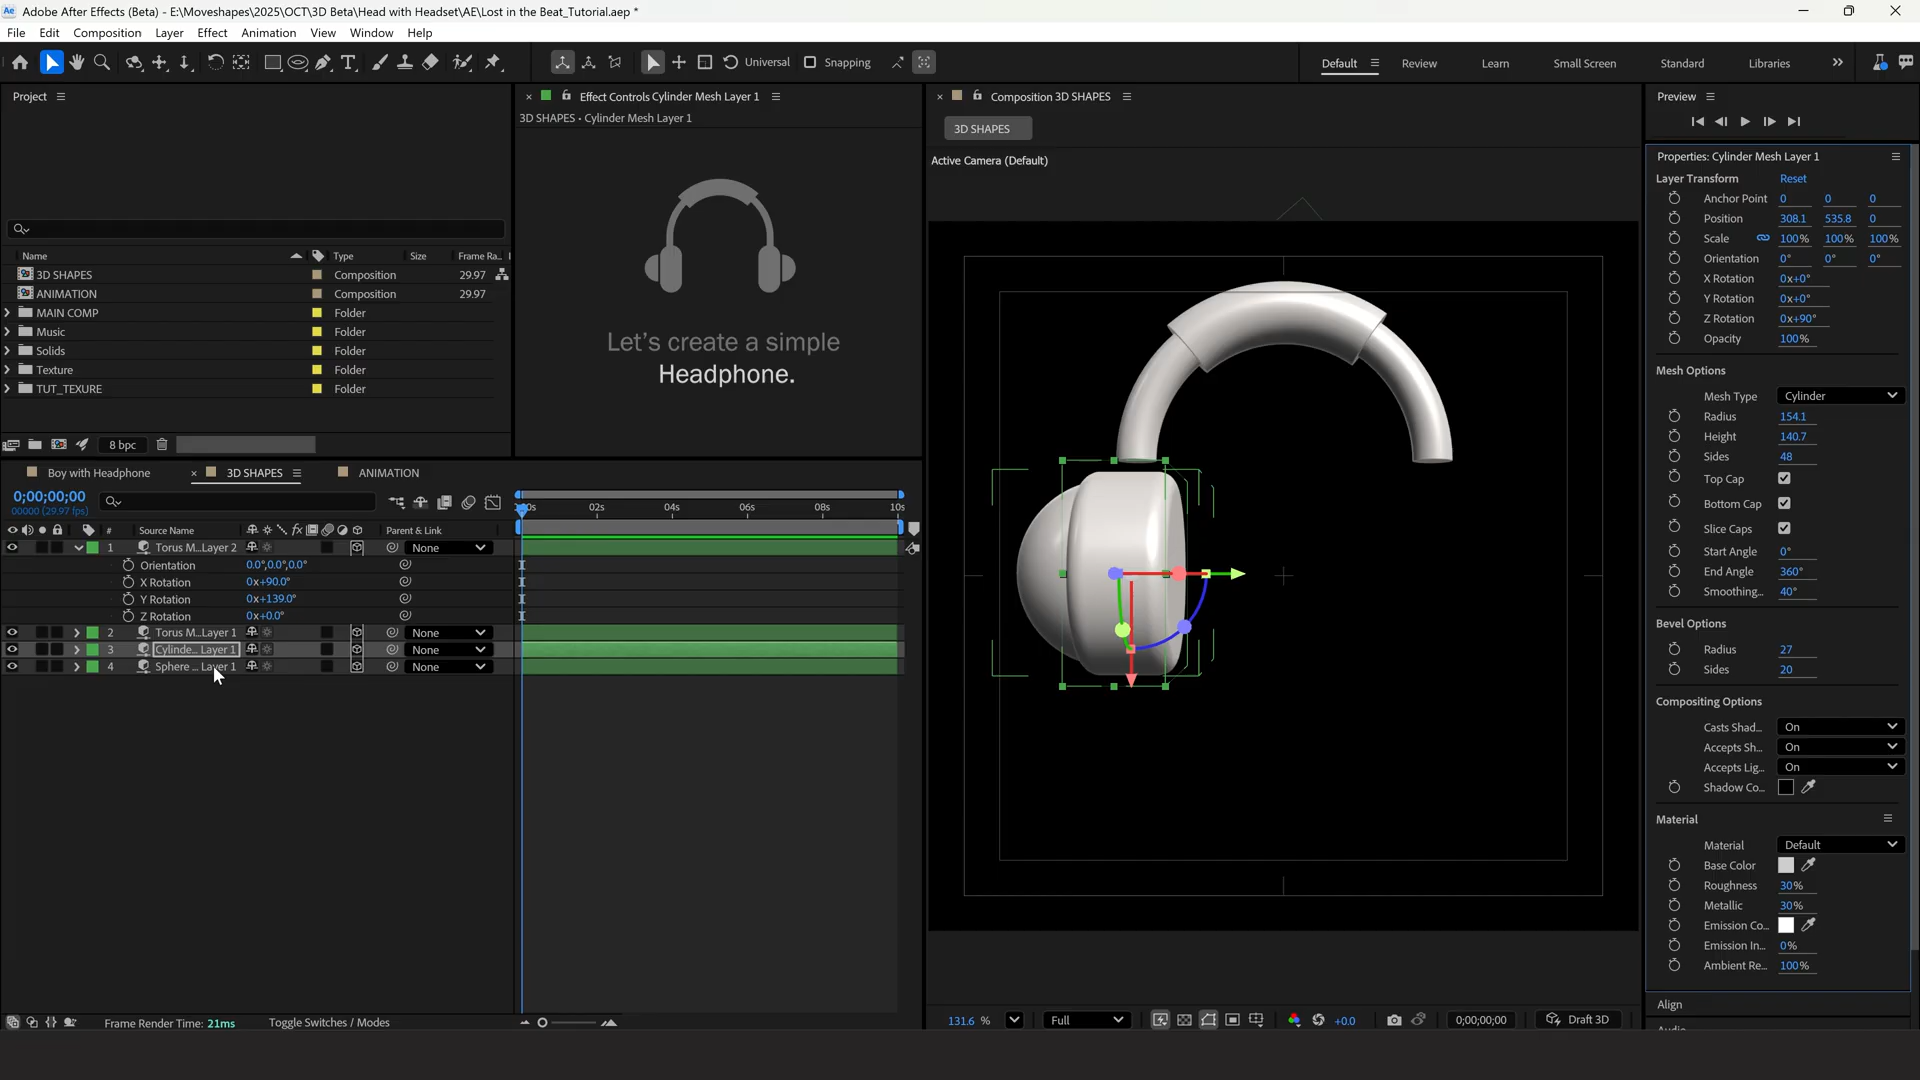 Adobe After Effects (Beta) - E:\Moveshapes\2025\OCT\3D Beta\Head with Headset\AE\Lost in the Beat_Tutorial.aep *
File Edit Composition Layer Effect Animation View Window Help
Universal Snapping Default Review Learn Small Screen Standard Libraries
Project
Effect Controls Cylinder Mesh Layer 1
3D SHAPES • Cylinder Mesh Layer 1
Let's create a simple
Headphone.
Name Type Size Frame Ra..
3D SHAPES Composition 29.97
ANIMATION Composition 29.97
MAIN COMP Folder
Music Folder
Solids Folder
Texture Folder
TUT_TEXURE Folder
8 bpc
Composition 3D SHAPES
3D SHAPES
Active Camera (Default)
Boy with Headphone 3D SHAPES ANIMATION
0;00;00;00
00000 (29.97 fps)
02s 04s 06s 08s 10s
# Source Name Parent & Link
1 Torus M...Layer 2 None
Orientation 0.0°,0.0°,0.0°
X Rotation 0x+90.0°
Y Rotation 0x+139.0°
Z Rotation 0x+0.0°
2 Torus M...Layer 1 None
3 Cylinde... Layer 1 None
4 Sphere ... Layer 1 None
Frame Render Time: 21ms Toggle Switches / Modes
131.6 % Full +0.0 0;00;00;00 Draft 3D
Preview
Properties: Cylinder Mesh Layer 1
Layer Transform Reset
Anchor Point 0 0 0
Position 308.1 535.8 0
Scale 100% 100% 100%
Orientation 0° 0° 0°
X Rotation 0x+0°
Y Rotation 0x+0°
Z Rotation 0x+90°
Opacity 100%
Mesh Options
Mesh Type Cylinder
Radius 154.1
Height 140.7
Sides 48
Top Cap
Bottom Cap
Slice Caps
Start Angle 0°
End Angle 360°
Smoothing... 40°
Bevel Options
Radius 27
Sides 20
Compositing Options
Casts Shad... On
Accepts Sh... On
Accepts Lig... On
Shadow Co...
Material
Material Default
Base Color
Roughness 30%
Metallic 30%
Emission Co...
Emission In... 0%
Ambient Re... 100%
Align